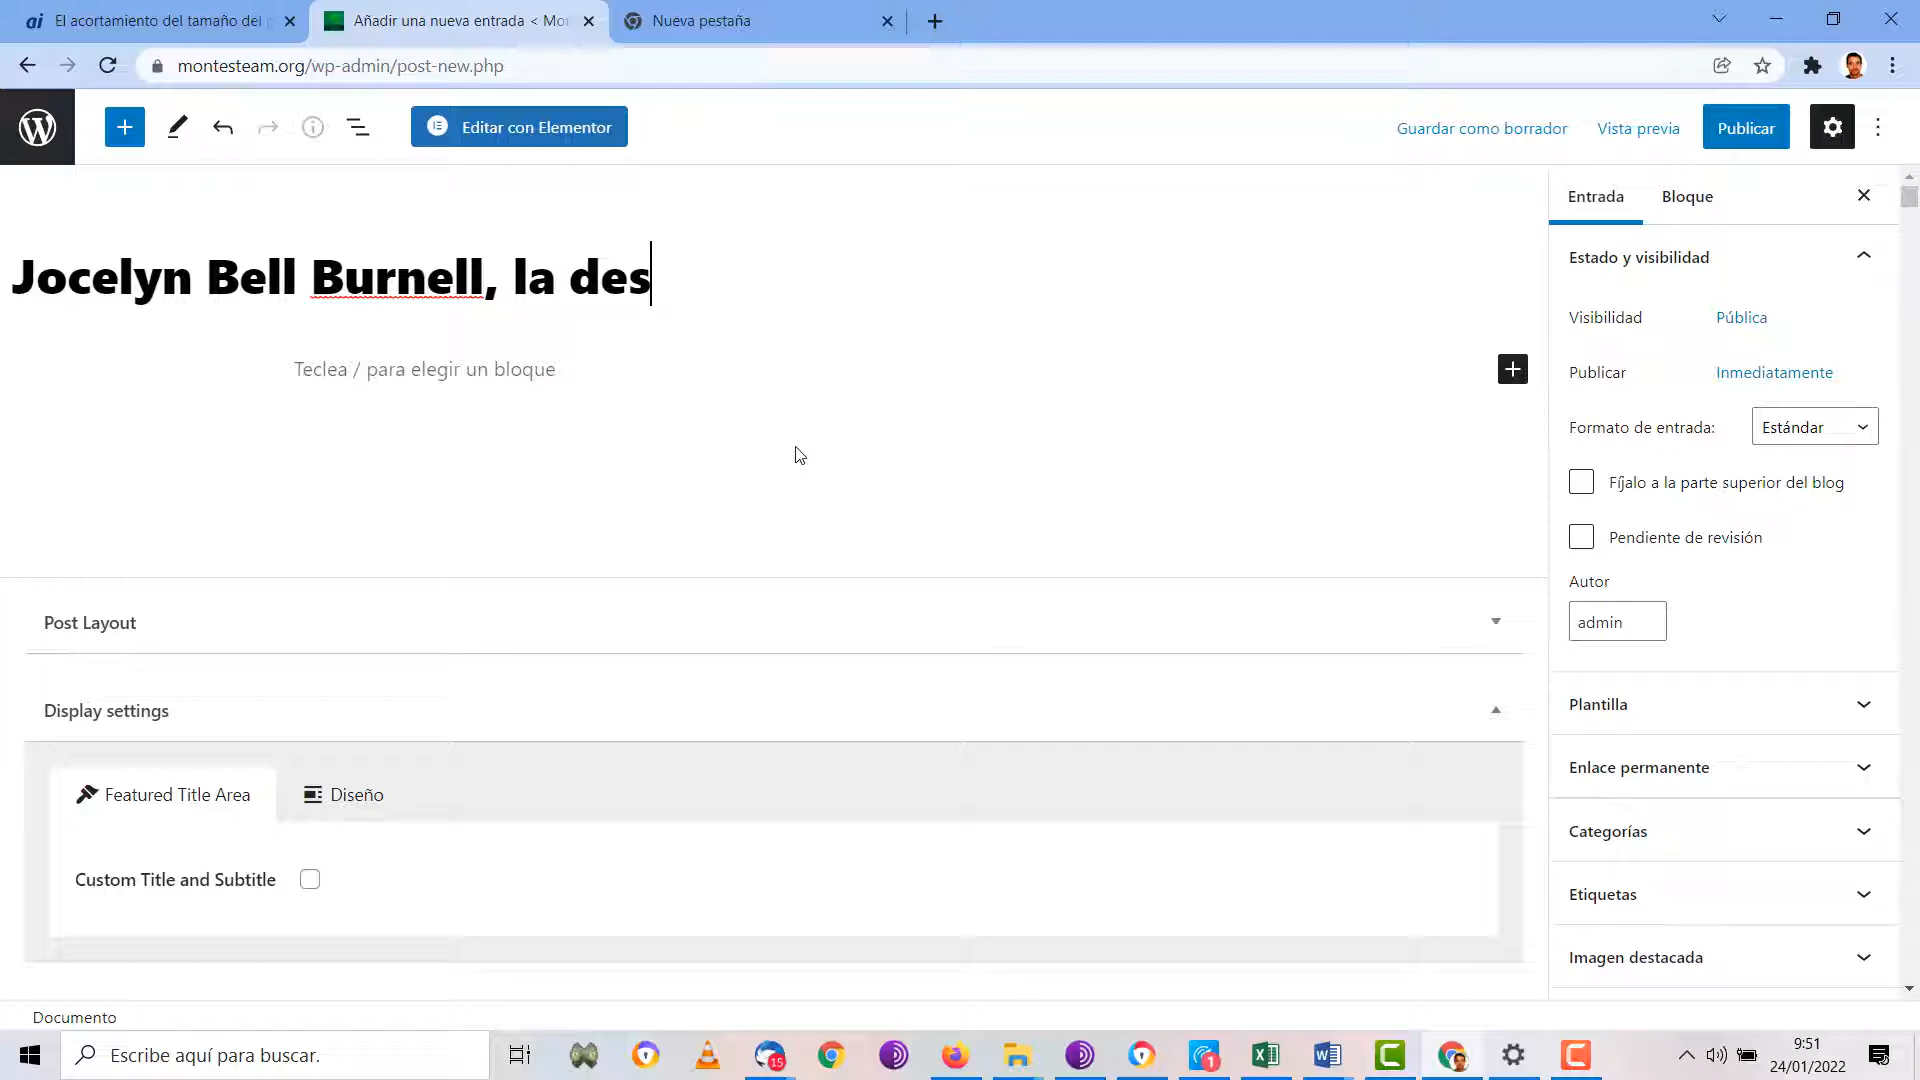 ai El acortamiento del tamaño del p
Añadir una nueva entrada < Mon
Nueva pestaña
montesteam.org/wp-admin/post-new.php
Editar con Elementor
Guardar como borrador
Vista previa
Publicar
Jocelyn Bell Burnell, la des
Teclea / para elegir un bloque
Post Layout
Display settings
Featured Title Area
Diseño
Custom Title and Subtitle
Documento
Entrada
Bloque
Estado y visibilidad
Visibilidad Pública
Publicar Inmediatamente
Formato de entrada: Estándar
Fíjalo a la parte superior del blog
Pendiente de revisión
Autor
admin
Plantilla
Enlace permanente
Categorías
Etiquetas
Imagen destacada
Escribe aquí para buscar.
15
1
9:51
24/01/2022